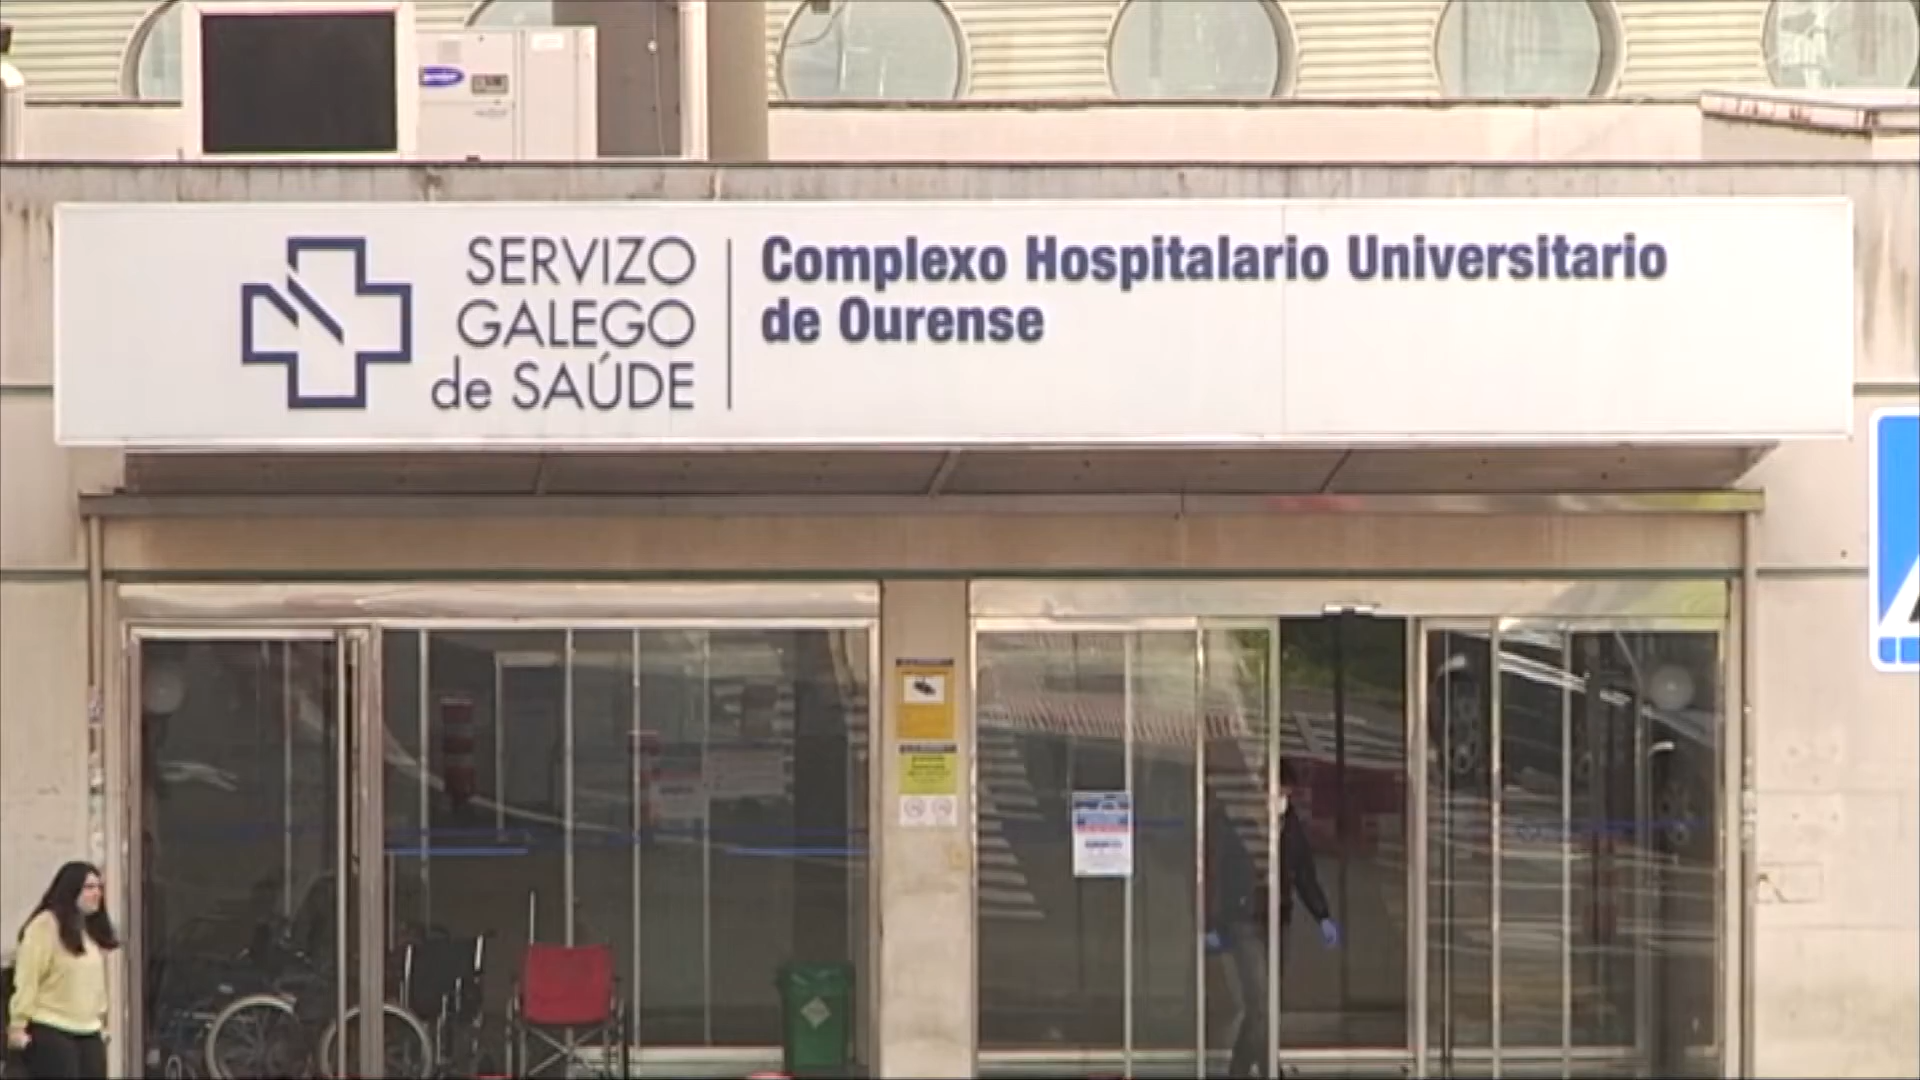 SERVIZO
GALEGO
de SAÚDE
Complexo Hospitalario Universitario
de Ourense